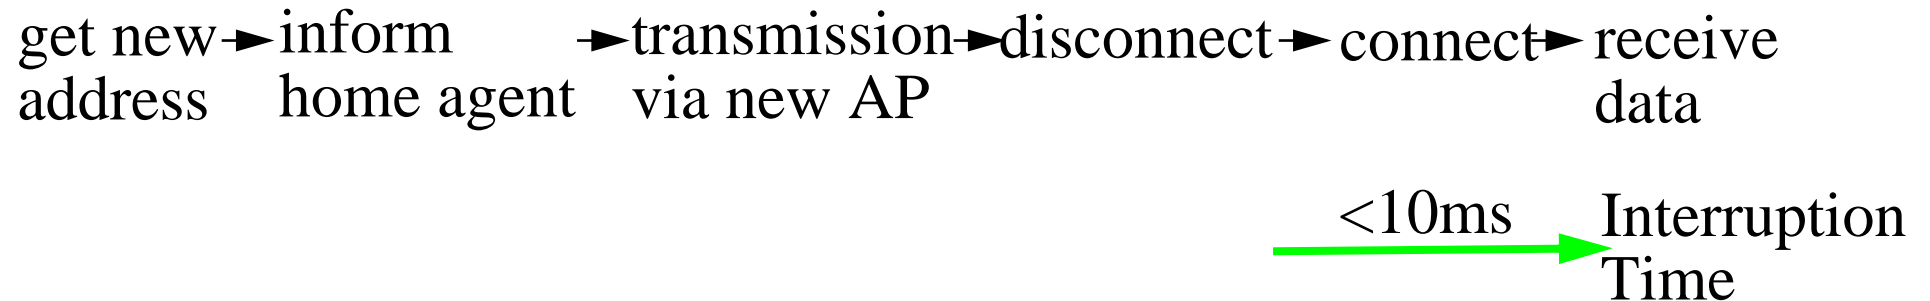 get new
address
inform
home agent
transmission
via new AP
disconnect
connect
receive
data
<10ms
Interruption
Time